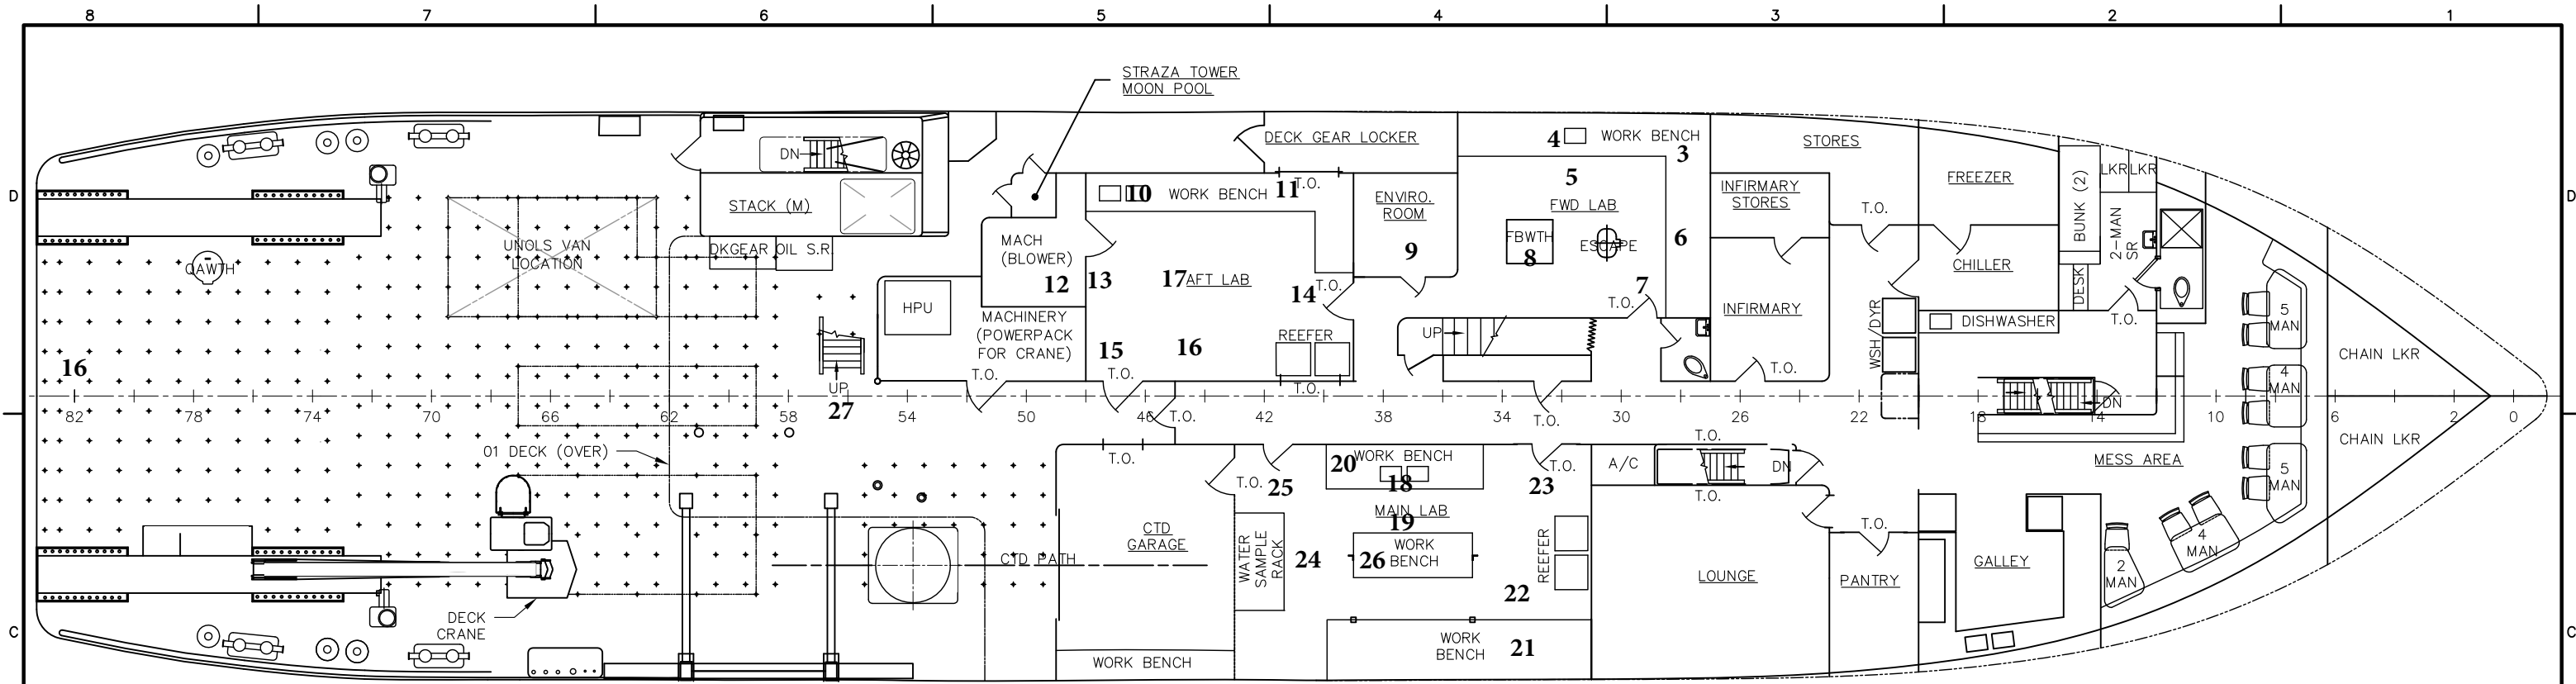 8 7 6 5 4 3 2 1
STRAZA TOWER
MOON POOL
DECK GEAR LOCKER
4 WORK BENCH
3
STORES
D
D
DN
STACK (M)
10 WORK BENCH 11
T.O.
ENVIRO.
ROOM
9
5
FWD LAB
FBWTH
8
ESCAPE
6
7
T.O.
INFIRMARY
STORES
T.O.
FREEZER
BUNK (2)
LKR LKR
2-MAN
SR
UNOLS VAN
LOCATION
QAWTH
DKGEAR OIL S.R.
MACH
(BLOWER)
12
13
17 AFT LAB
14
T.O.
INFIRMARY
CHILLER
DESK
T.O.
5
MAN
HPU
MACHINERY
(POWERPACK
FOR CRANE)
T.O.
15
T.O.
16
REEFER
T.O.
UP
T.O.
WSH/DYR
DISHWASHER
CHAIN LKR
16
UP
27
82 78 74 70 66 62 58 54 50 46 42 38 34 30 26 22 18 14 10 6 2 0
T.O.
T.O.
DN
4
MAN
01 DECK (OVER)
T.O.
T.O.
25
20 WORK BENCH
18
MAIN LAB
19
T.O.
23
A/C
T.O.
DN
T.O.
MESS AREA
5
MAN
CHAIN LKR
CTD
GARAGE
CTD PATH
WATER
SAMPLE
RACK
24
26 WORK
BENCH
REEFER
22
LOUNGE
T.O.
PANTRY
GALLEY
4
MAN
2
MAN
DECK
CRANE
C
C
WORK BENCH
WORK
BENCH
21